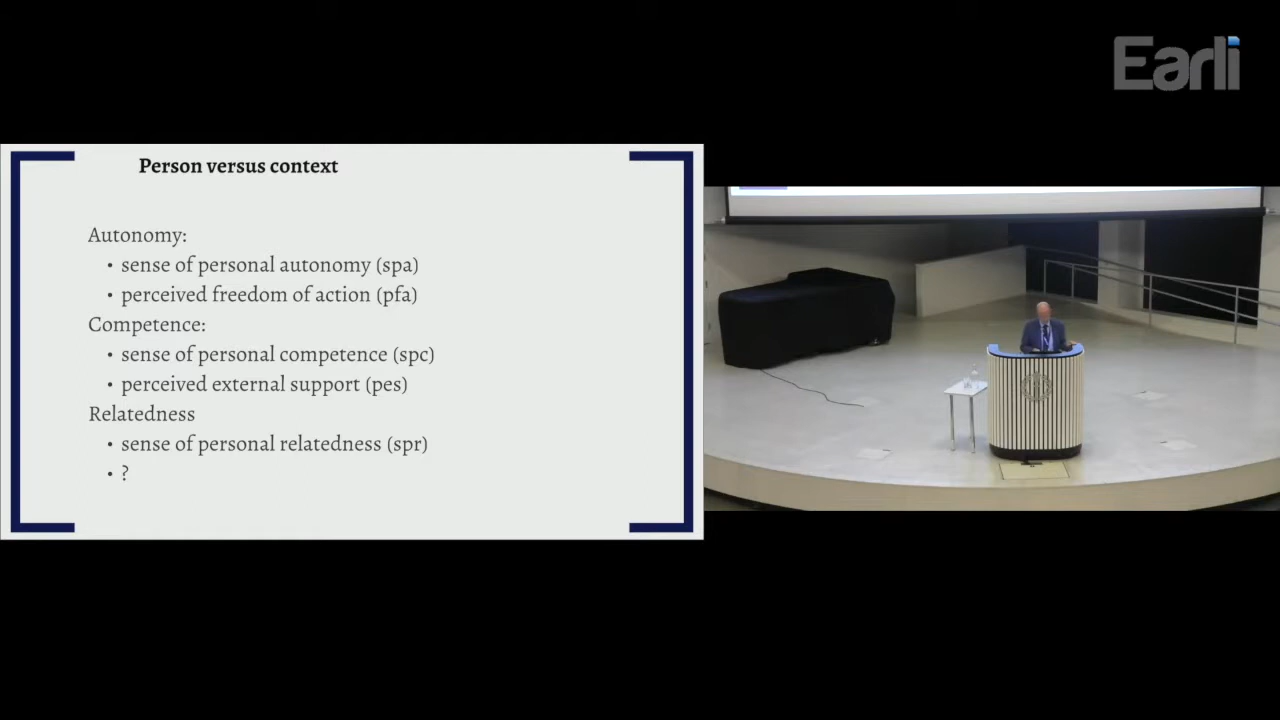 Earli
Person versus context
Autonomy:
• sense of personal autonomy (spa)
• perceived freedom of action (pfa)
Competence:
• sense of personal competence (spc)
• perceived external support (pes)
Relatedness
• sense of personal relatedness (spr)
• ?